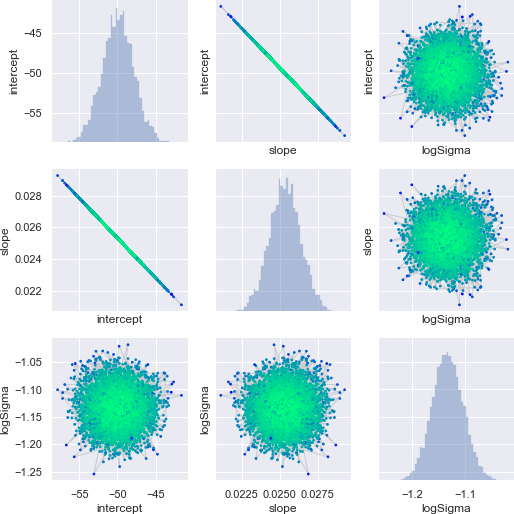 −45
−50
−55
intercept
intercept
slope
intercept
logSigma
0.028
0.026
0.024
0.022
slope
intercept
slope
logSigma
−1.05
−1.10
−1.15
−1.20
−1.25
logSigma
−55
−50
−45
intercept
logSigma
0.0225
0.0250
0.0275
slope
−1.2
−1.1
logSigma